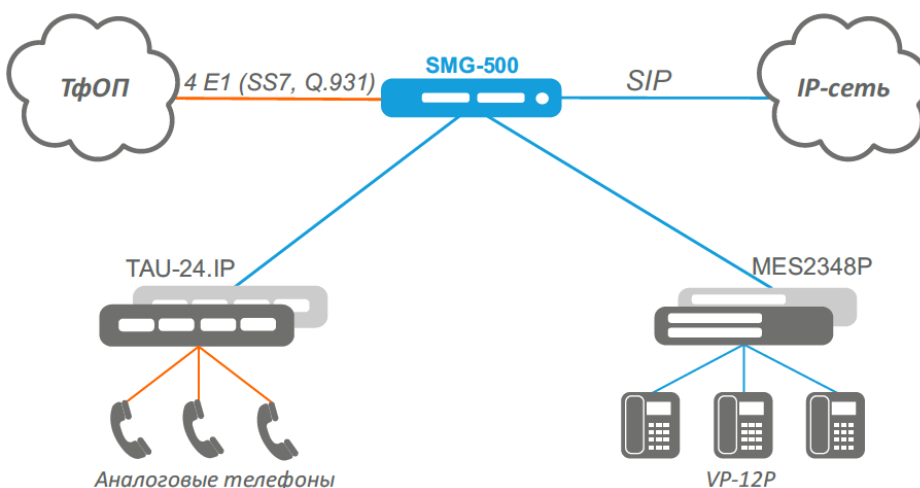 SMG-500
ТфОП
4 E1 (SS7, Q.931)
SIP
IP-сеть
TAU-24.IP
MES2348P
Аналоговые телефоны
VP-12P